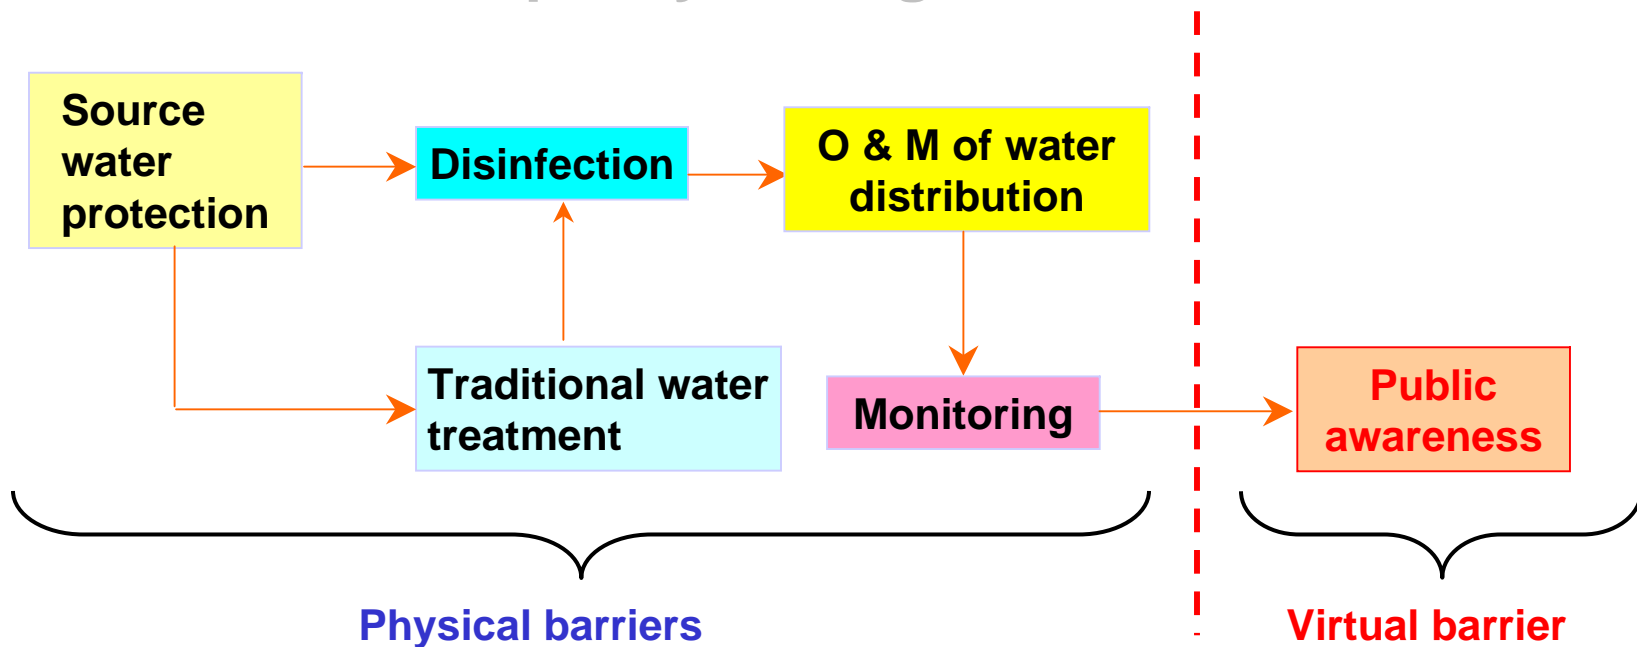 Source
water
protection
Disinfection
O & M of water
distribution
Traditional water
treatment
Monitoring
Public
awareness
Physical barriers
Virtual barrier